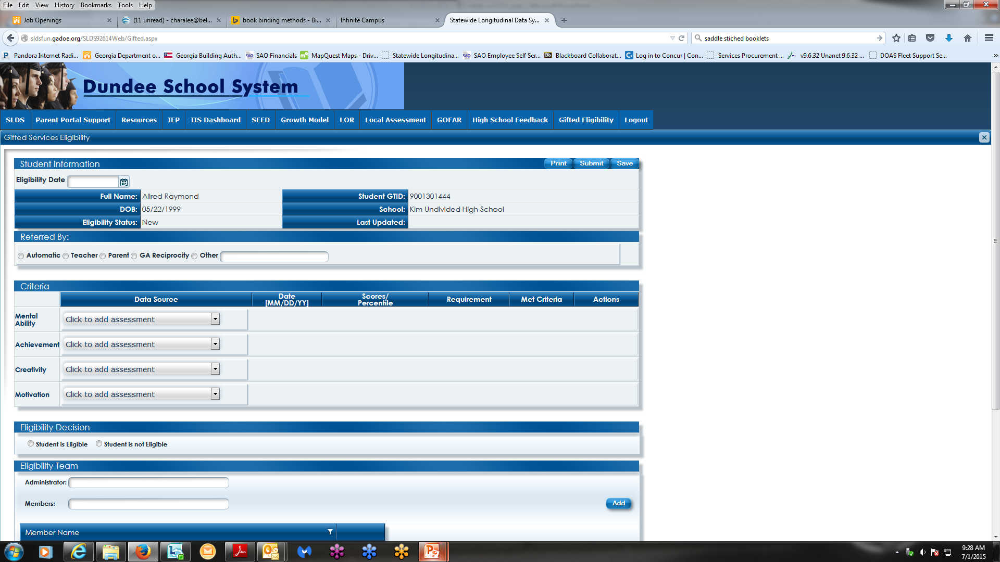 File Edit View History Bookmarks Tools Help
Job Openings
(11 unread) - charalee@bel...
book binding methods - Bi...
Infinite Campus
Statewide Longitudinal Data Sy...
sldsfun.gadoe.org/SLDS92614Web/Gifted.aspx
saddle stiched booklets
P Pandora Internet Radi... Georgia Department o... Georgia Building Auth... SAO SAO Financials MapQuest Maps - Driv... Statewide Longitudina... SAO SAO Employee Self Ser... Bb Blackboard Collaborat... Log in to Concur | Con... Services Procurement ... v9.6.32 Unanet 9.6.32 ... DOAS Fleet Support Se... »
Dundee School System
SLDS Parent Portal Support Resources IEP IIS Dashboard SEED Growth Model LOR Local Assessment GOFAR High School Feedback Gifted Eligibility Logout
Gifted Services Eligibility
Student Information Print Submit Save
Eligibility Date
Full Name: Allred Raymond Student GTID: 9001301444
DOB: 05/22/1999 School: Kim Undivided High School
Eligibility Status: New Last Updated:
Referred By:
Automatic Teacher Parent GA Reciprocity Other
Criteria
Data Source Date [MM/DD/YY] Scores/ Percentile Requirement Met Criteria Actions
Mental Ability Click to add assessment
Achievement Click to add assessment
Creativity Click to add assessment
Motivation Click to add assessment
Eligibility Decision
Student is Eligible Student is not Eligible
Eligibility Team
Administrator:
Members: Add
Member Name
9:28 AM
7/1/2015